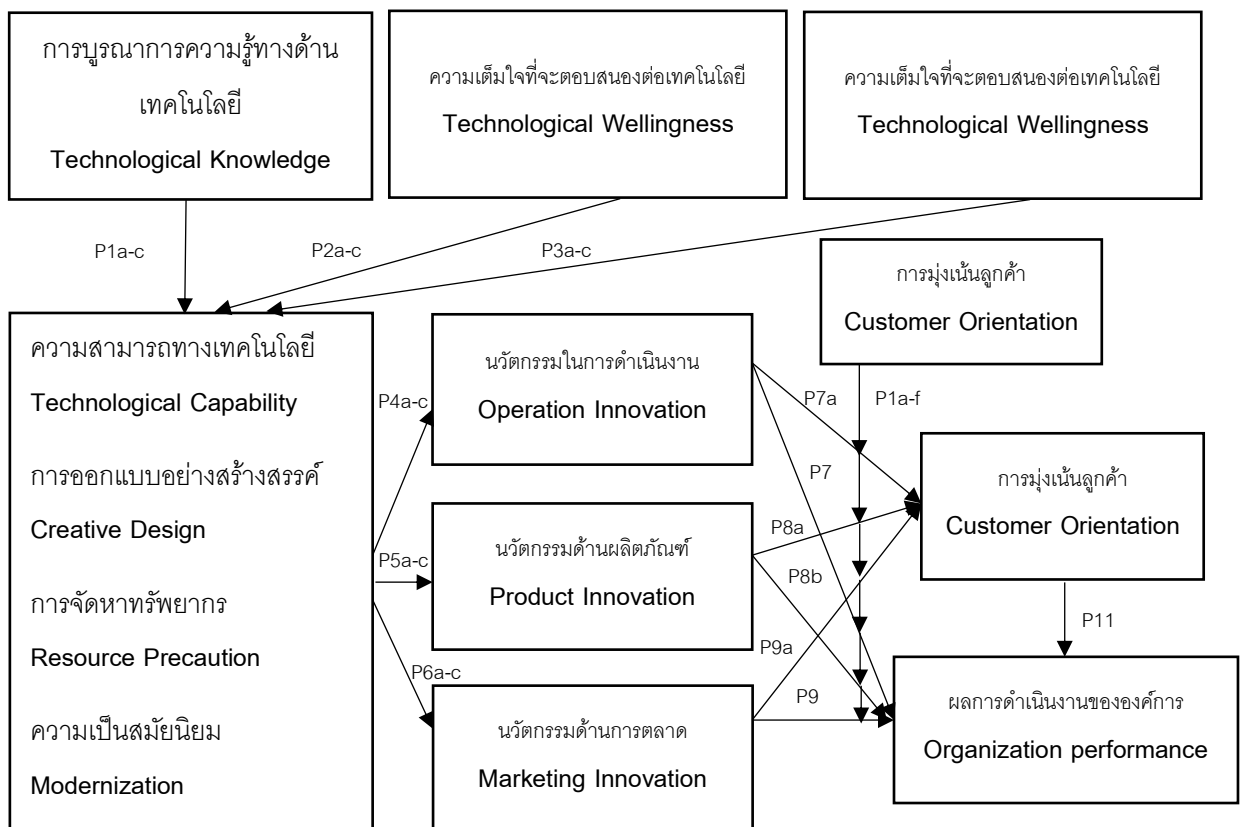 การบูรณาการความรู้ทางด้าน
เทคโนโลยี
Technological Knowledge
ความเต็มใจที่จะตอบสนองต่อเทคโนโลยี
Technological Wellingness
ความเต็มใจที่จะตอบสนองต่อเทคโนโลยี
Technological Wellingness
P1a-c
P2a-c
P3a-c
การมุ่งเน้นลูกค้า
Customer Orientation
ความสามารถทางเทคโนโลยี
Technological Capability
การออกแบบอย่างสร้างสรรค์
Creative Design
การจัดหาทรัพยากร
Resource Precaution
ความเป็นสมัยนิยม
Modernization
P4a-c
P5a-c
P6a-c
นวัตกรรมในการดำเนินงาน
Operation Innovation
นวัตกรรมด้านผลิตภัณฑ์
Product Innovation
นวัตกรรมด้านการตลาด
Marketing Innovation
P7a
P1a-f
P7
P8a
P8b
P9a
P9
การมุ่งเน้นลูกค้า
Customer Orientation
P11
ผลการดำเนินงานขององค์การ
Organization performance